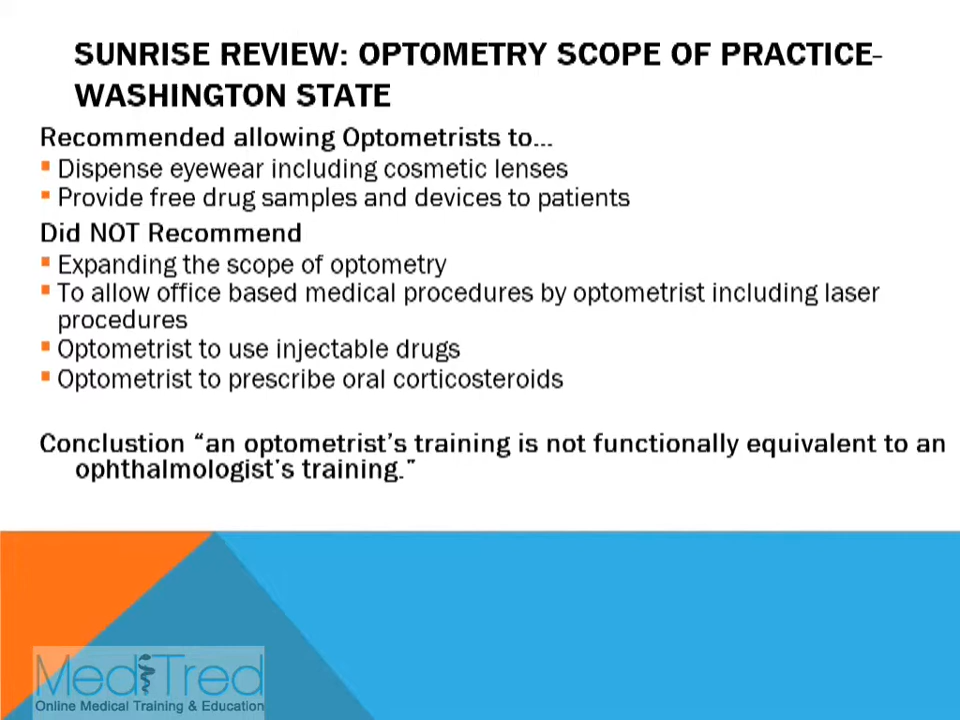 SUNRISE REVIEW: OPTOMETRY SCOPE OF PRACTICE-
WASHINGTON STATE
Recommended allowing Optometrists to...
Dispense eyewear including cosmetic lenses
Provide free drug samples and devices to patients
Did NOT Recommend
Expanding the scope of optometry
To allow office based medical procedures by optometrist including laser
procedures
Optometrist to use injectable drugs
Optometrist to prescribe oral corticosteroids
Conclustion “an optometrist’s training is not functionally equivalent to an
ophthalmologist’s training.”
MediTred
Online Medical Training & Education